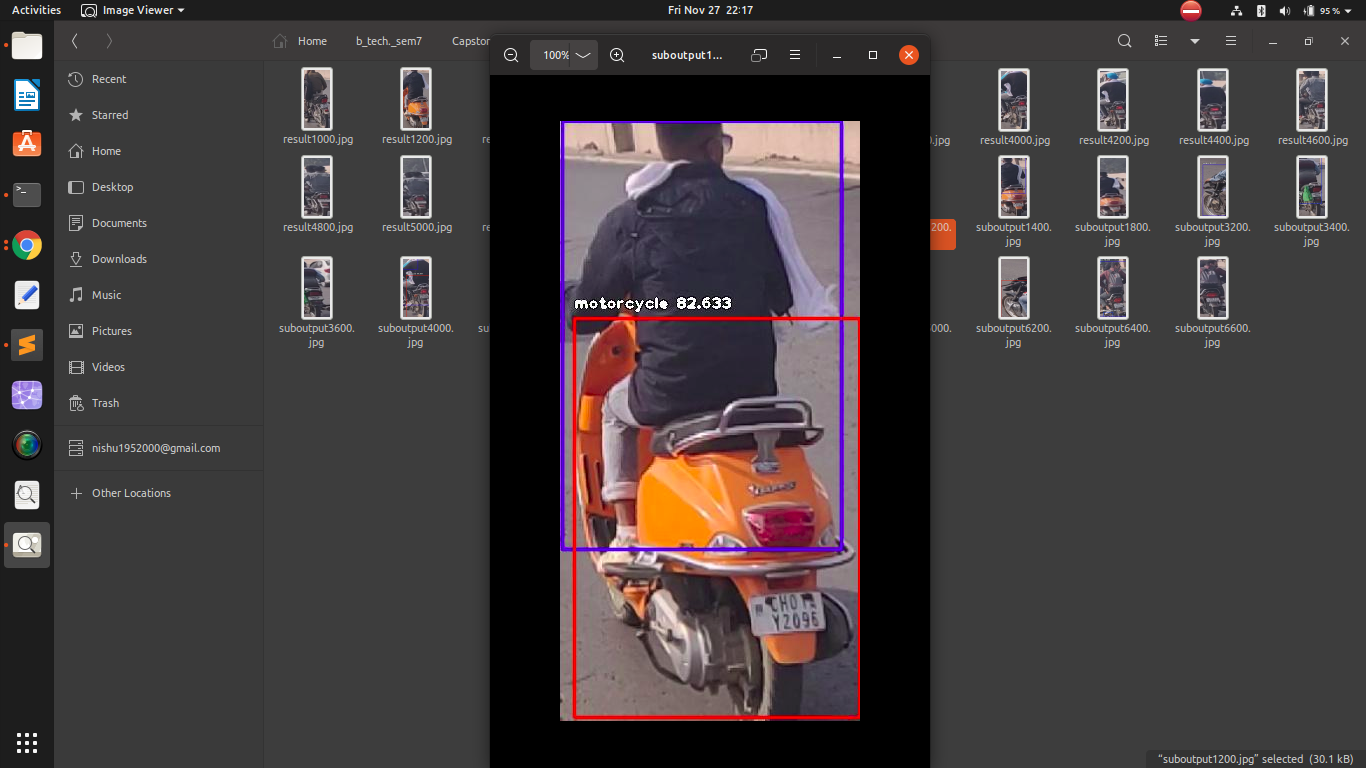 Activities
Image Viewer
Fri Nov 27 22:17
95 %
Home
b_tech._sem7
Capstor
100%
suboutput1...
Recent
Starred
Home
Desktop
Documents
Downloads
Music
Pictures
Videos
Trash
nishu1952000@gmail.com
Other Locations
result1000.jpg
result1200.jpg
re
0.jpg
result4000.jpg
result4200.jpg
result4400.jpg
result4600.jpg
result4800.jpg
result5000.jpg
re
200.
suboutput1400.
jpg
suboutput1800.
jpg
suboutput3200.
jpg
suboutput3400.
jpg
suboutput3600.
jpg
suboutput4000.
jpg
su
000.
suboutput6200.
jpg
suboutput6400.
jpg
suboutput6600.
jpg
motorcycle 82.633
CH01
Y2096
“suboutput1200.jpg” selected (30.1 kB)